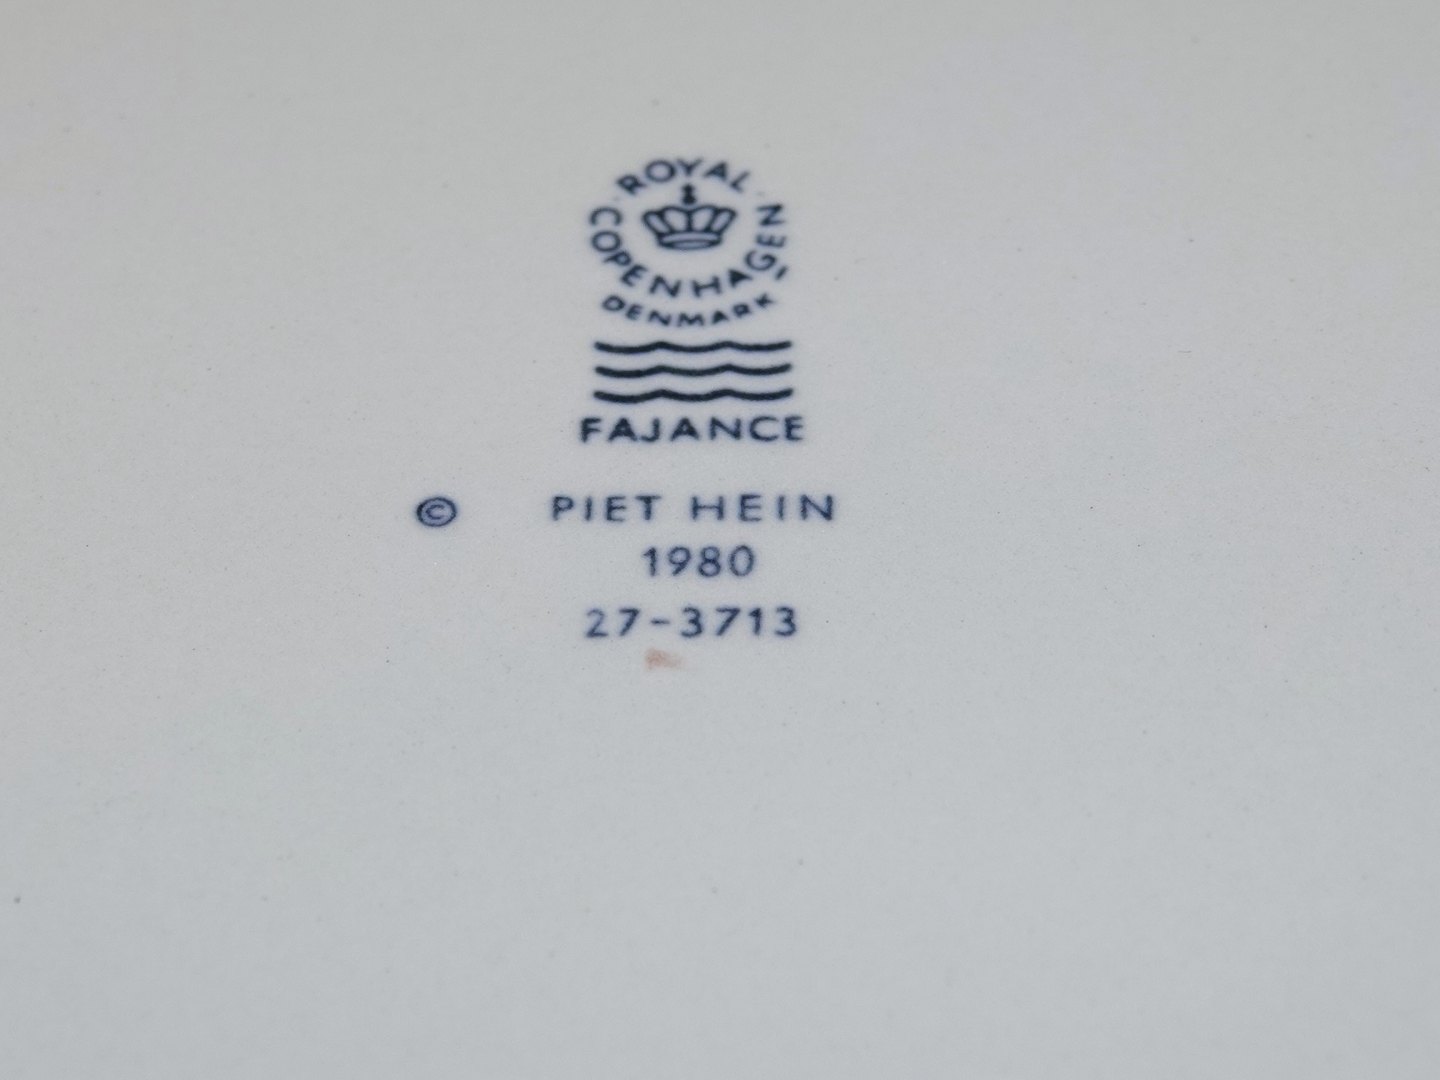 ROYAL
COPENHAGEN
DENMARK
FAJANCE
© PIET HEIN
1980
27-3713